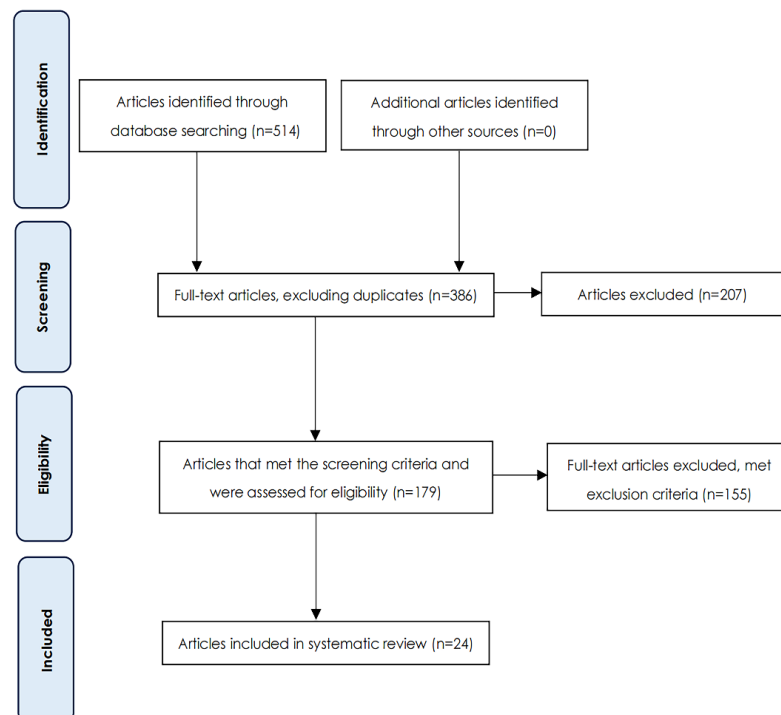 Identification
Articles identified through
database searching (n=514)
Additional articles identified
through other sources (n=0)
Screening
Full-text articles, excluding duplicates (n=386)
Articles excluded (n=207)
Eligibility
Articles that met the screening criteria and
were assessed for eligibility (n=179)
Full-text articles excluded, met
exclusion criteria (n=155)
Included
Articles included in systematic review (n=24)